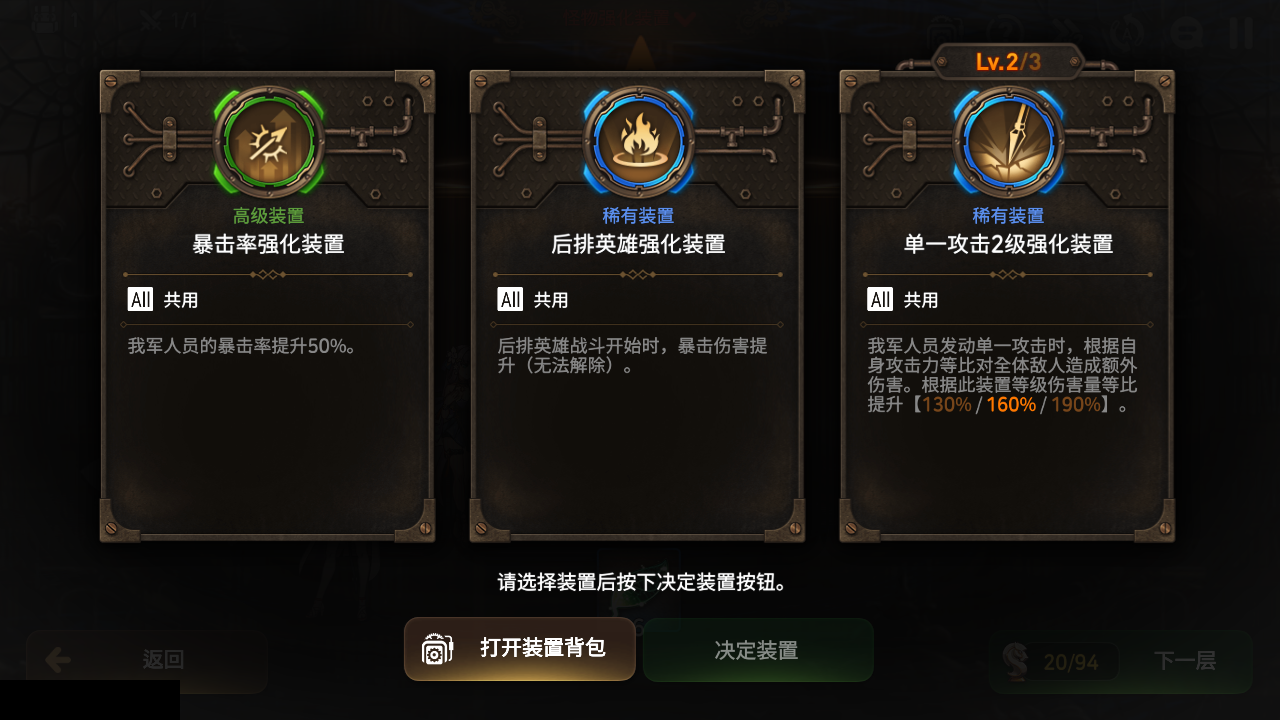 Lv.2/3
高级装置
暴击率强化装置
All 共用
我军人员的暴击率提升50%。
稀有装置
后排英雄强化装置
All 共用
后排英雄战斗开始时，暴击伤害提
升（无法解除）。
稀有装置
单一攻击2级强化装置
All 共用
我军人员发动单一攻击时，根据自
身攻击力等比对全体敌人造成额外
伤害。根据此装置等级伤害量等比
提升【130% / 160% / 190%】。
请选择装置后按下决定装置按钮。
返回
打开装置背包
决定装置
20/94
下一层